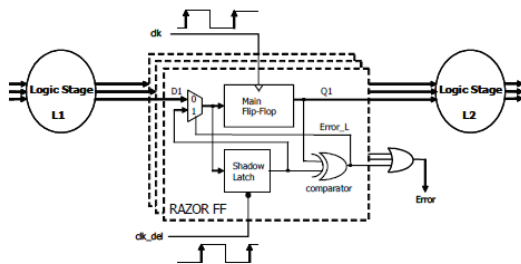 clk
Logic Stage
L1
D1
0
1
Main
Flip-Flop
Q1
Logic Stage
L2
Error_L
Shadow
Latch
comparator
RAZOR FF
Error
clk_del